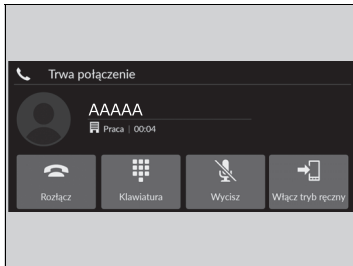 Trwa połączenie
AAAAA
Praca | 00:04
Rozłącz
Klawiatura
Wycisz
Włącz tryb ręczny